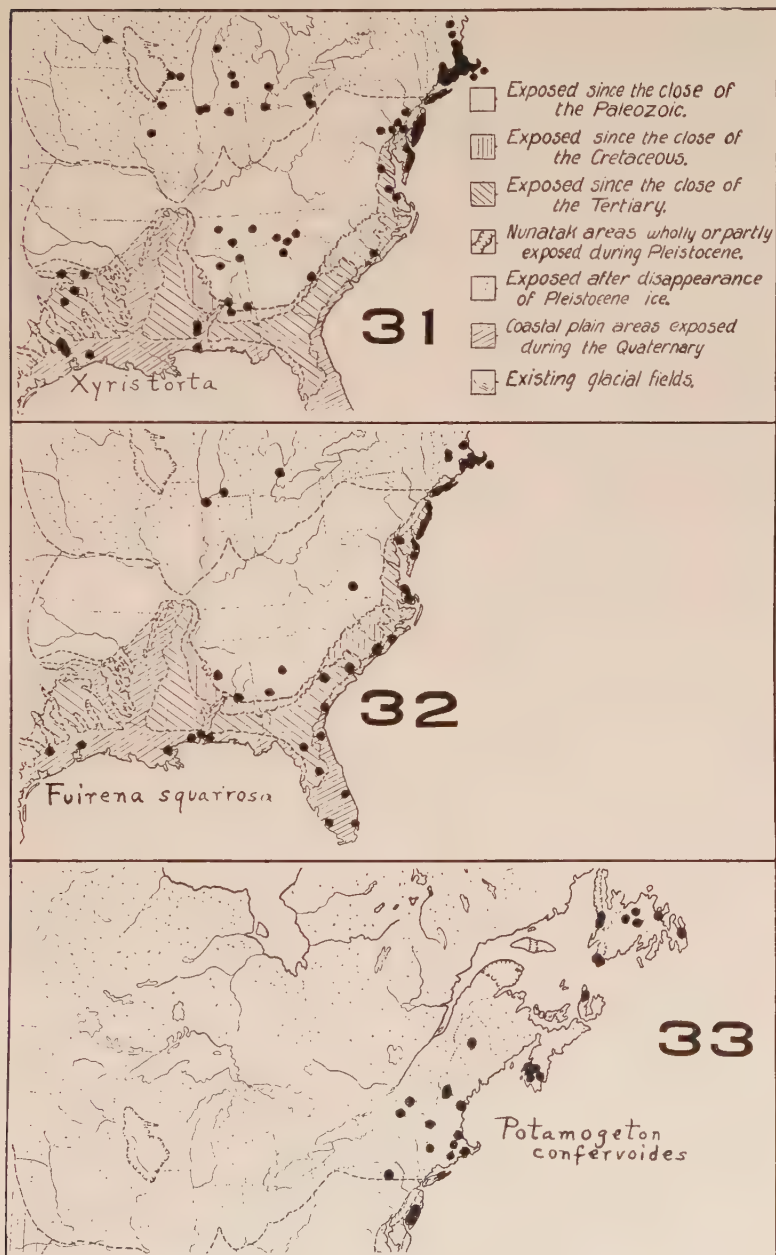 Exposed since the close of
the Paleozoic.
Exposed since the close of
the Cretaceous.
Exposed since the close of
the Tertiary.
Nunatak areas wholly or partly
exposed during Pleistocene.
Exposed after disappearance
of Pleistocene ice.
Coastal plain areas exposed
during the Quaternary
Existing glacial fields.
31
Xyris torta
32
Fuirena squarrosa
33
Potamogeton
confervoides